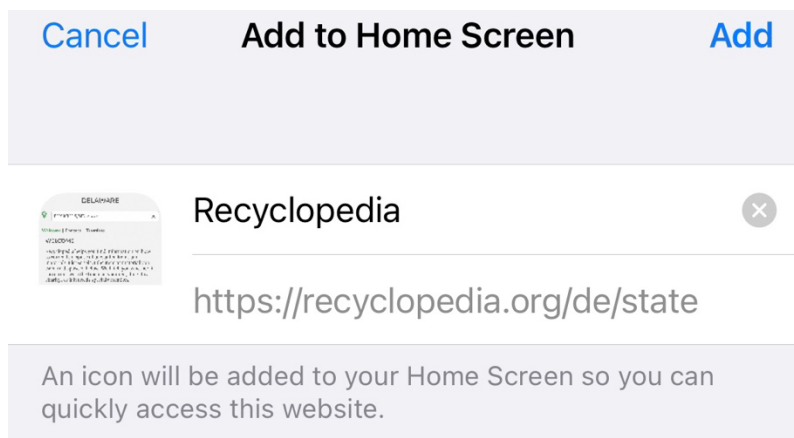 Cancel Add to Home Screen Add
DELAWARE
Recyclopedia
WELCOME
https://recyclopedia.org/de/state
An icon will be added to your Home Screen so you can
quickly access this website.